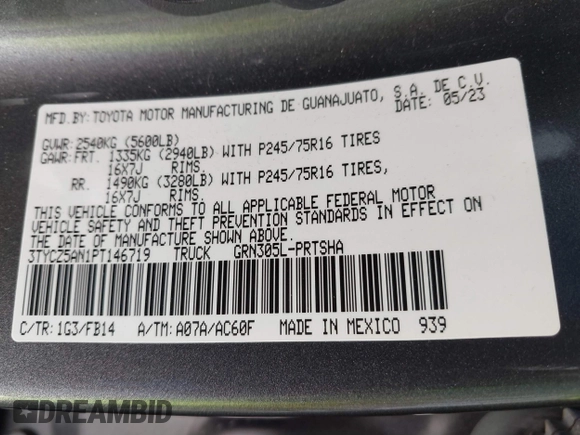 MFD.BY: TOYOTA MOTOR MANUFACTURING DE GUANAJUATO, S.A. DE C.V.
DATE: 05/23
GVWR: 2540KG (5600LB)
GAWR: FRT. 1335KG (2940LB) WITH P245/75R16 TIRES
16X7J RIMS.
RR. 1490KG (3280LB) WITH P245/75R16 TIRES,
16X7J RIMS.
THIS VEHICLE CONFORMS TO ALL APPLICABLE FEDERAL MOTOR
VEHICLE SAFETY AND THEFT PREVENTION STANDARDS IN EFFECT ON
THE DATE OF MANUFACTURE SHOWN ABOVE.
3TYCZ5AN1PT146719 TRUCK GRN305L-PRTSHA
C/TR: 1G3/FB14 A/TM: A07A/AC60F MADE IN MEXICO 939
DREAMBID